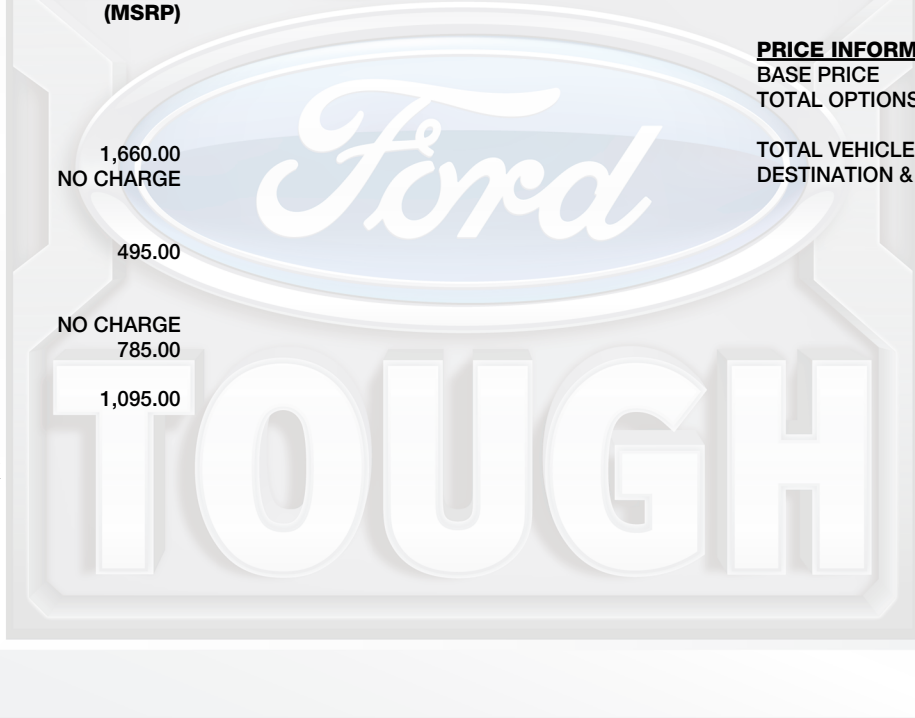 (MSRP)
1,660.00
NO CHARGE
495.00
NO CHARGE
785.00
1,095.00
PRICE INFORM
BASE PRICE
TOTAL OPTIONS
TOTAL VEHICLE
DESTINATION &
Ford
TOUGH